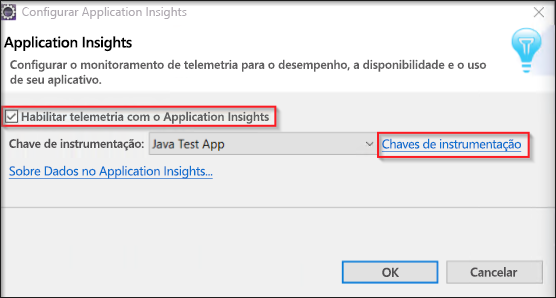 Configurar Application Insights
Application Insights
Configurar o monitoramento de telemetria para o desempenho, a disponibilidade e o uso
de seu aplicativo.
Habilitar telemetria com o Application Insights
Chave de instrumentação: Java Test App Chaves de instrumentação
Sobre Dados no Application Insights...
OK Cancelar